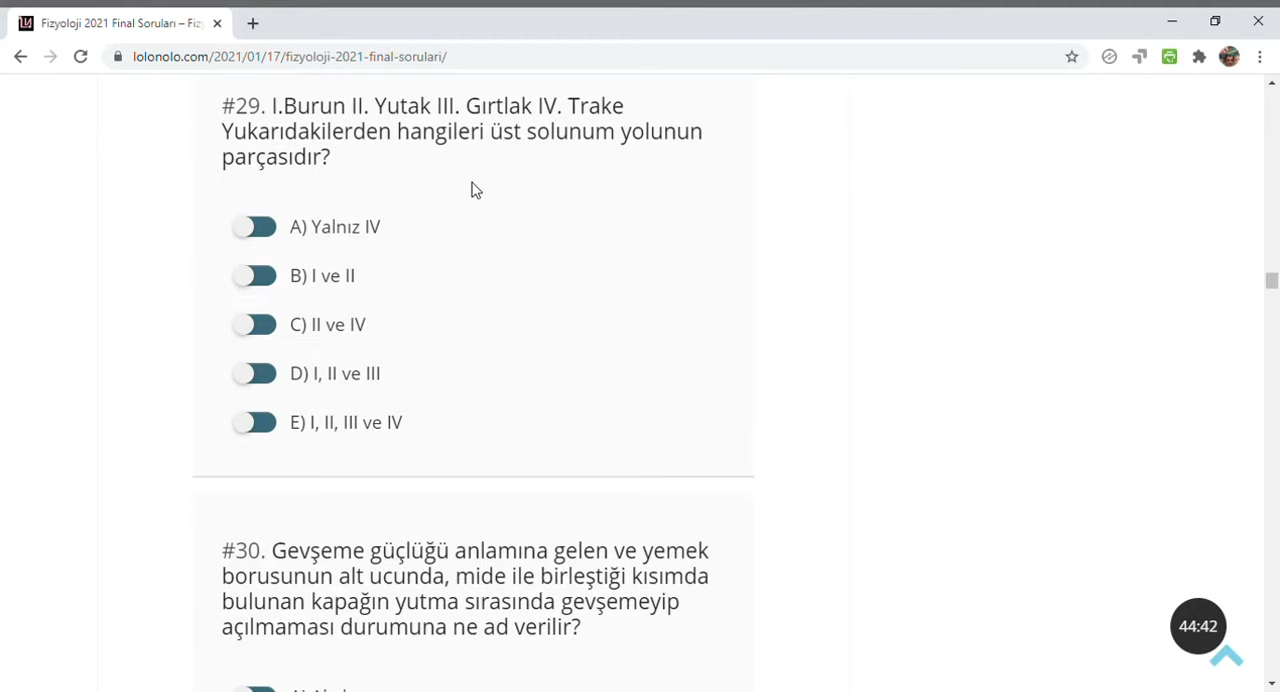 Fizyoloji 2021 Final Soruları – Fiz
lolonolo.com/2021/01/17/fizyoloji-2021-final-sorulari/
#29. I.Burun II. Yutak III. Gırtlak IV. Trake
Yukarıdakilerden hangileri üst solunum yolunun
parçasıdır?
A) Yalnız IV
B) I ve II
C) II ve IV
D) I, II ve III
E) I, II, III ve IV
#30. Gevşeme güçlüğü anlamına gelen ve yemek
borusunun alt ucunda, mide ile birleştiği kısımda
bulunan kapağın yutma sırasında gevşemeyip
açılmaması durumuna ne ad verilir?
44:42